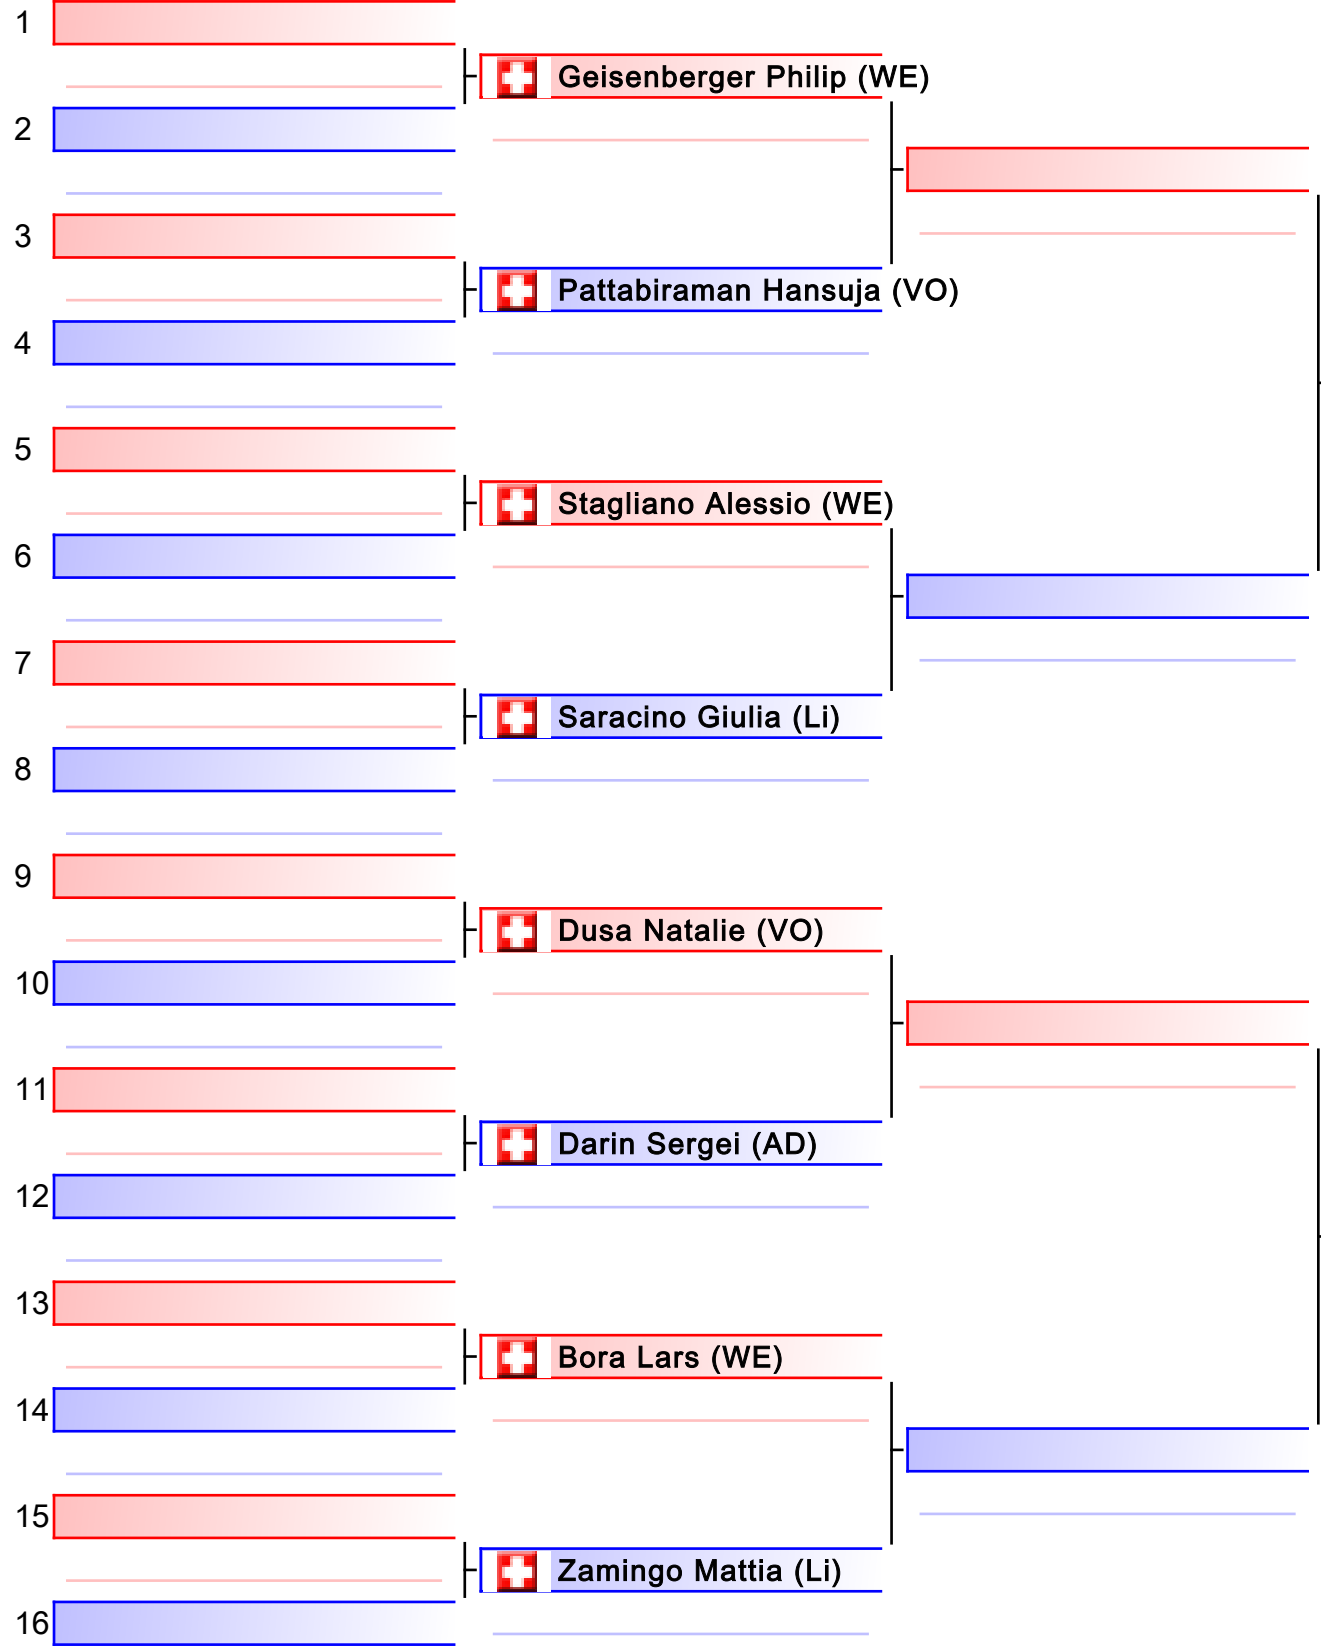 1
Geisenberger Philip (WE)
2
3
Pattabiraman Hansuja (VO)
4
5
Stagliano Alessio (WE)
6
7
Saracino Giulia (Li)
8
9
Dusa Natalie (VO)
10
11
Darin Sergei (AD)
12
13
Bora Lars (WE)
14
15
Zamingo Mattia (Li)
16